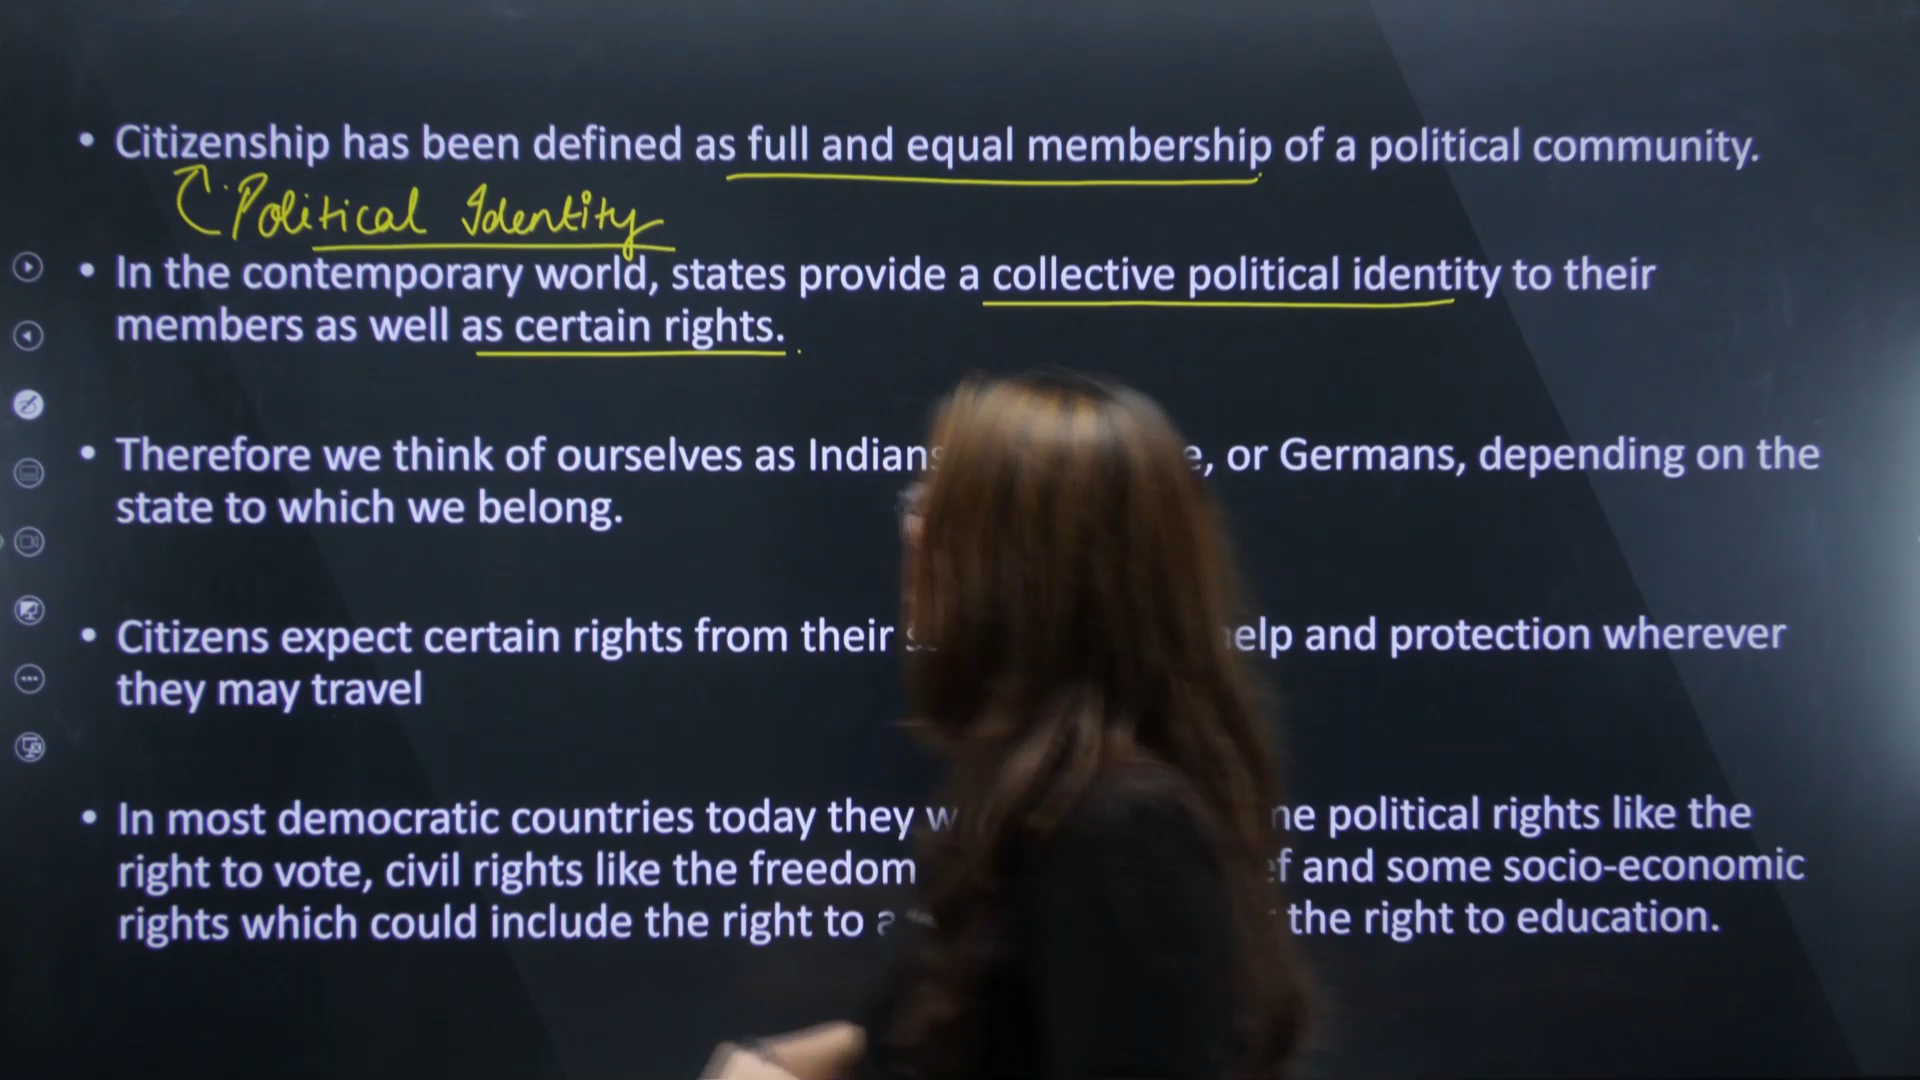 • Citizenship has been defined as full and equal membership of a political community.
Political Identity
• In the contemporary world, states provide a collective political identity to their
members as well as certain rights.
• Therefore we think of ourselves as Indians or Germans, depending on the
state to which we belong.
• Citizens expect certain rights from their and protection wherever
they may travel
• In most democratic countries today they political rights like the
right to vote, civil rights like the freedom and some socio-economic
rights which could include the right to the right to education.